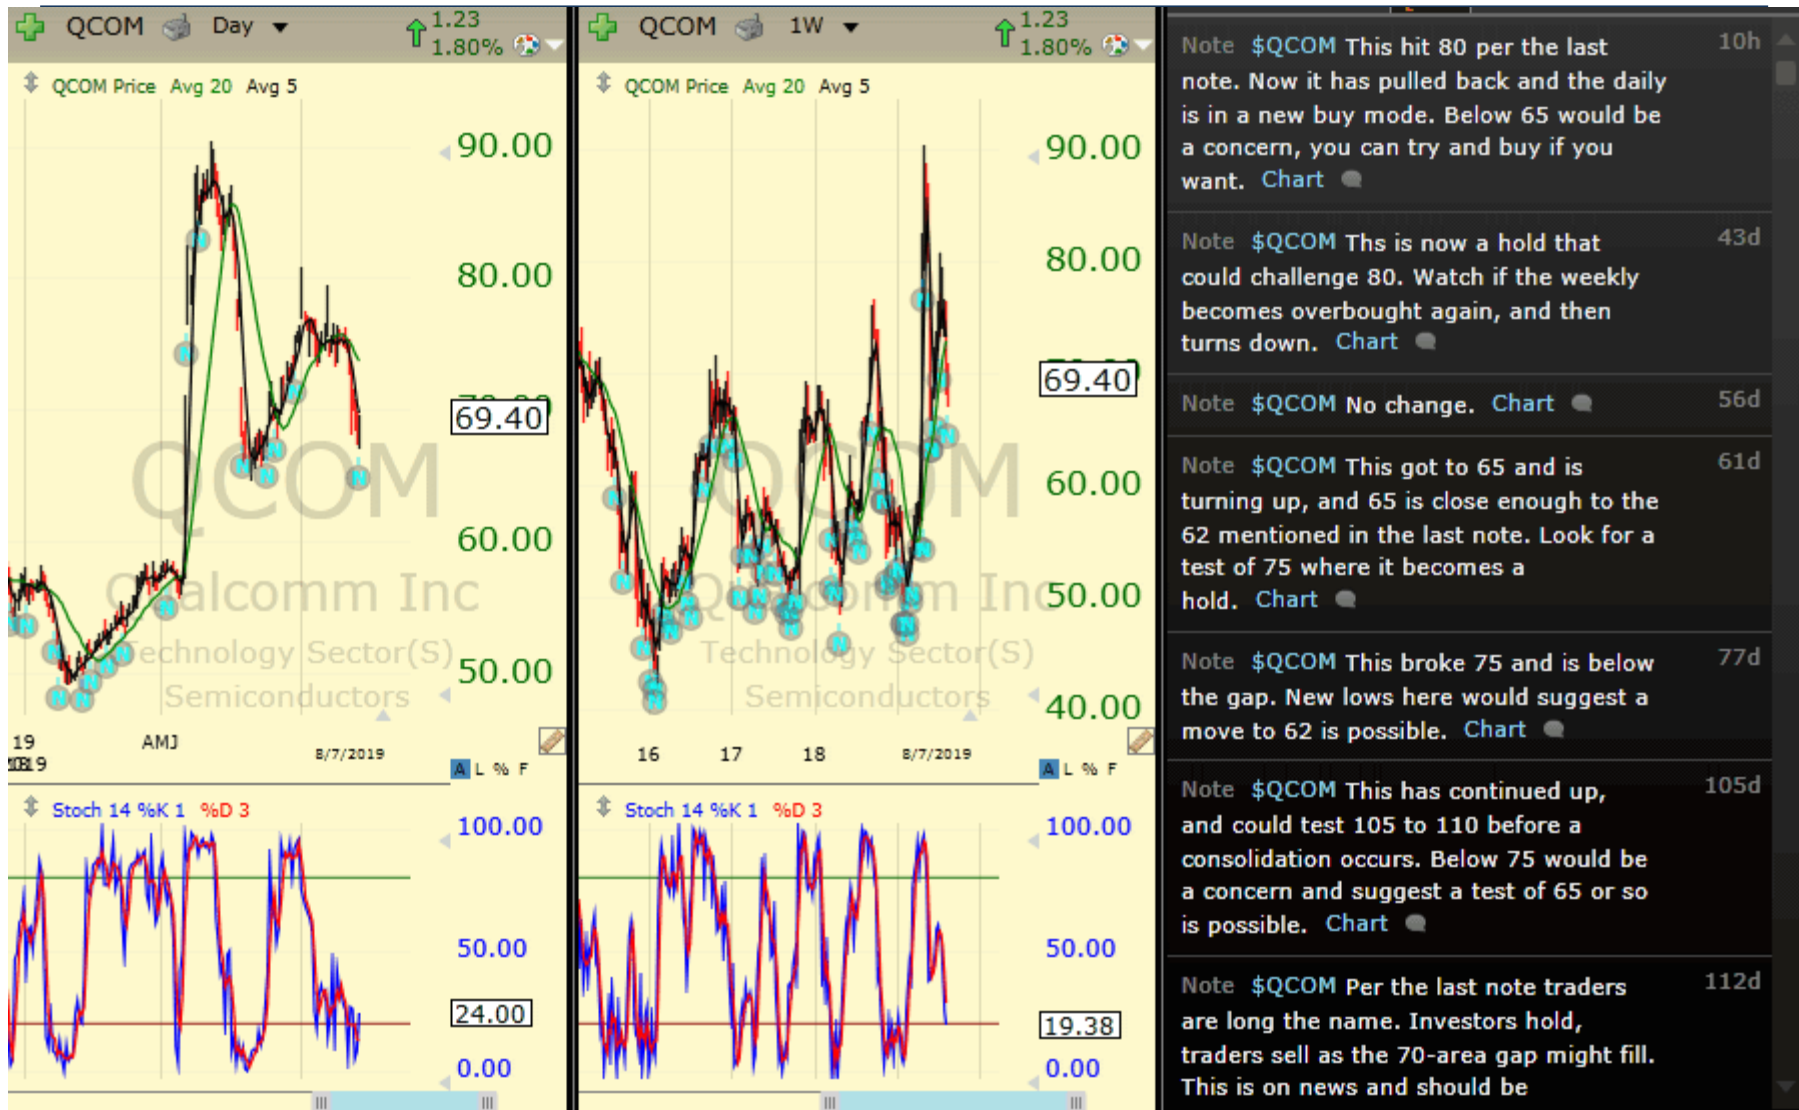 QCOM Day 1.23
1.80%
QCOM Price Avg 20 Avg 5
90.00
80.00
69.40
60.00
50.00
QCOM
Qualcomm Inc
Technology Sector(S)
Semiconductors
19 AMJ 8/7/2019
A L % F
Stoch 14 %K 1 %D 3
100.00
50.00
24.00
0.00
QCOM 1W 1.23
1.80%
QCOM Price Avg 20 Avg 5
90.00
80.00
69.40
60.00
50.00
40.00
QCOM
Qualcomm Inc
Technology Sector(S)
Semiconductors
16 17 18 8/7/2019
A L % F
Stoch 14 %K 1 %D 3
100.00
50.00
19.38
0.00
Note $QCOM This hit 80 per the last 10h
note. Now it has pulled back and the daily
is in a new buy mode. Below 65 would be
a concern, you can try and buy if you
want. Chart
Note $QCOM Ths is now a hold that 43d
could challenge 80. Watch if the weekly
becomes overbought again, and then
turns down. Chart
Note $QCOM No change. Chart 56d
Note $QCOM This got to 65 and is 61d
turning up, and 65 is close enough to the
62 mentioned in the last note. Look for a
test of 75 where it becomes a
hold. Chart
Note $QCOM This broke 75 and is below 77d
the gap. New lows here would suggest a
move to 62 is possible. Chart
Note $QCOM This has continued up, 105d
and could test 105 to 110 before a
consolidation occurs. Below 75 would be
a concern and suggest a test of 65 or so
is possible. Chart
Note $QCOM Per the last note traders 112d
are long the name. Investors hold,
traders sell as the 70-area gap might fill.
This is on news and should be